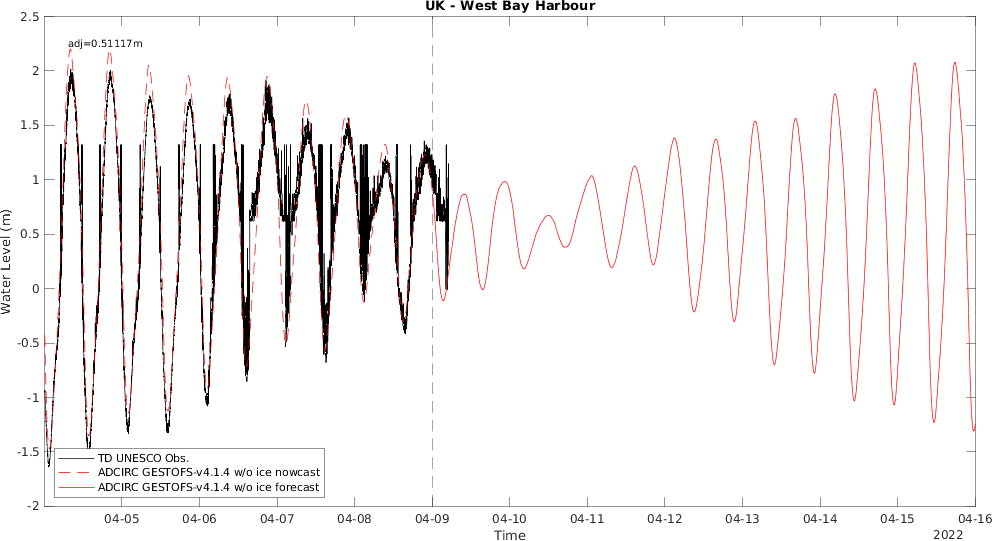 UK - West Bay Harbour
adj=0.51117m
Water Level (m)
2.5
2
1.5
1
0.5
0
-0.5
-1
-1.5
-2
TD UNESCO Obs.
ADCIRC GESTOFS-v4.1.4 w/o ice nowcast
ADCIRC GESTOFS-v4.1.4 w/o ice forecast
04-05 04-06 04-07 04-08 04-09 04-10 04-11 04-12 04-13 04-14 04-15 04-16
Time
2022